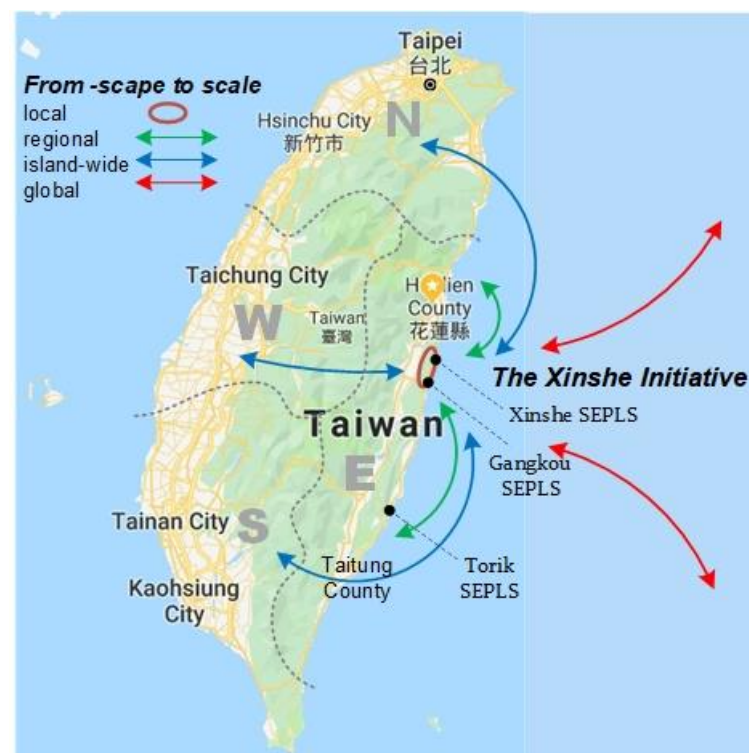 Taipei
台北
From -scape to scale
local
regional
island-wide
global
Hsinchu City
新竹市
N
Taichung City
W
Taiwan
臺灣
County
花蓮縣
The Xinshe Initiative
Xinshe SEPLS
Taiwan
Gangkou
SEPLS
E
Tainan City
S
Taitung
County
Torik
SEPLS
Kaohsiung
City